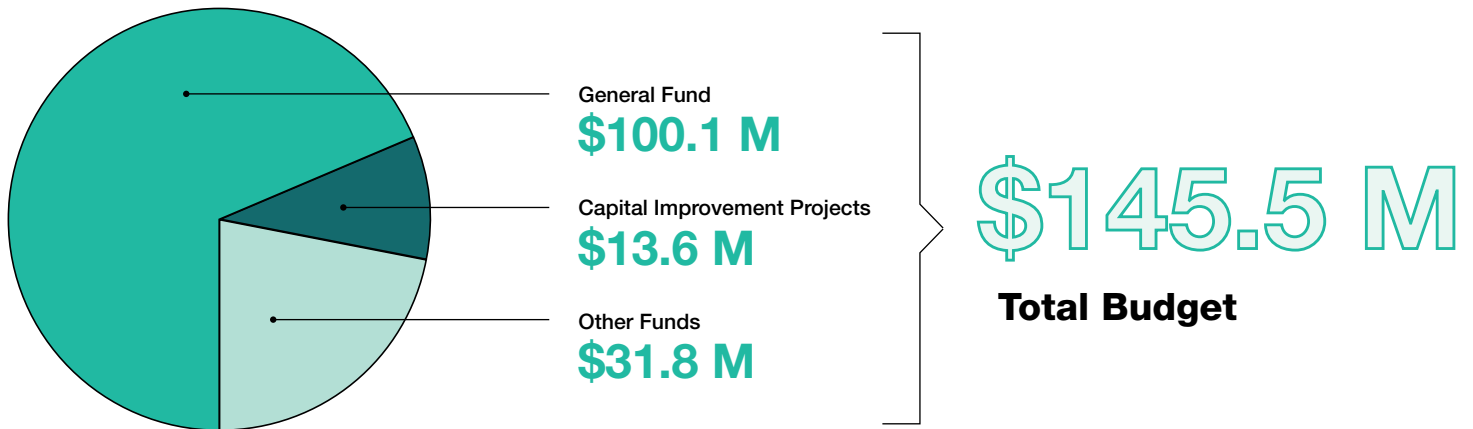 General Fund
$100.1 M
Capital Improvement Projects
$13.6 M
Other Funds
$31.8 M
$145.5 M
Total Budget